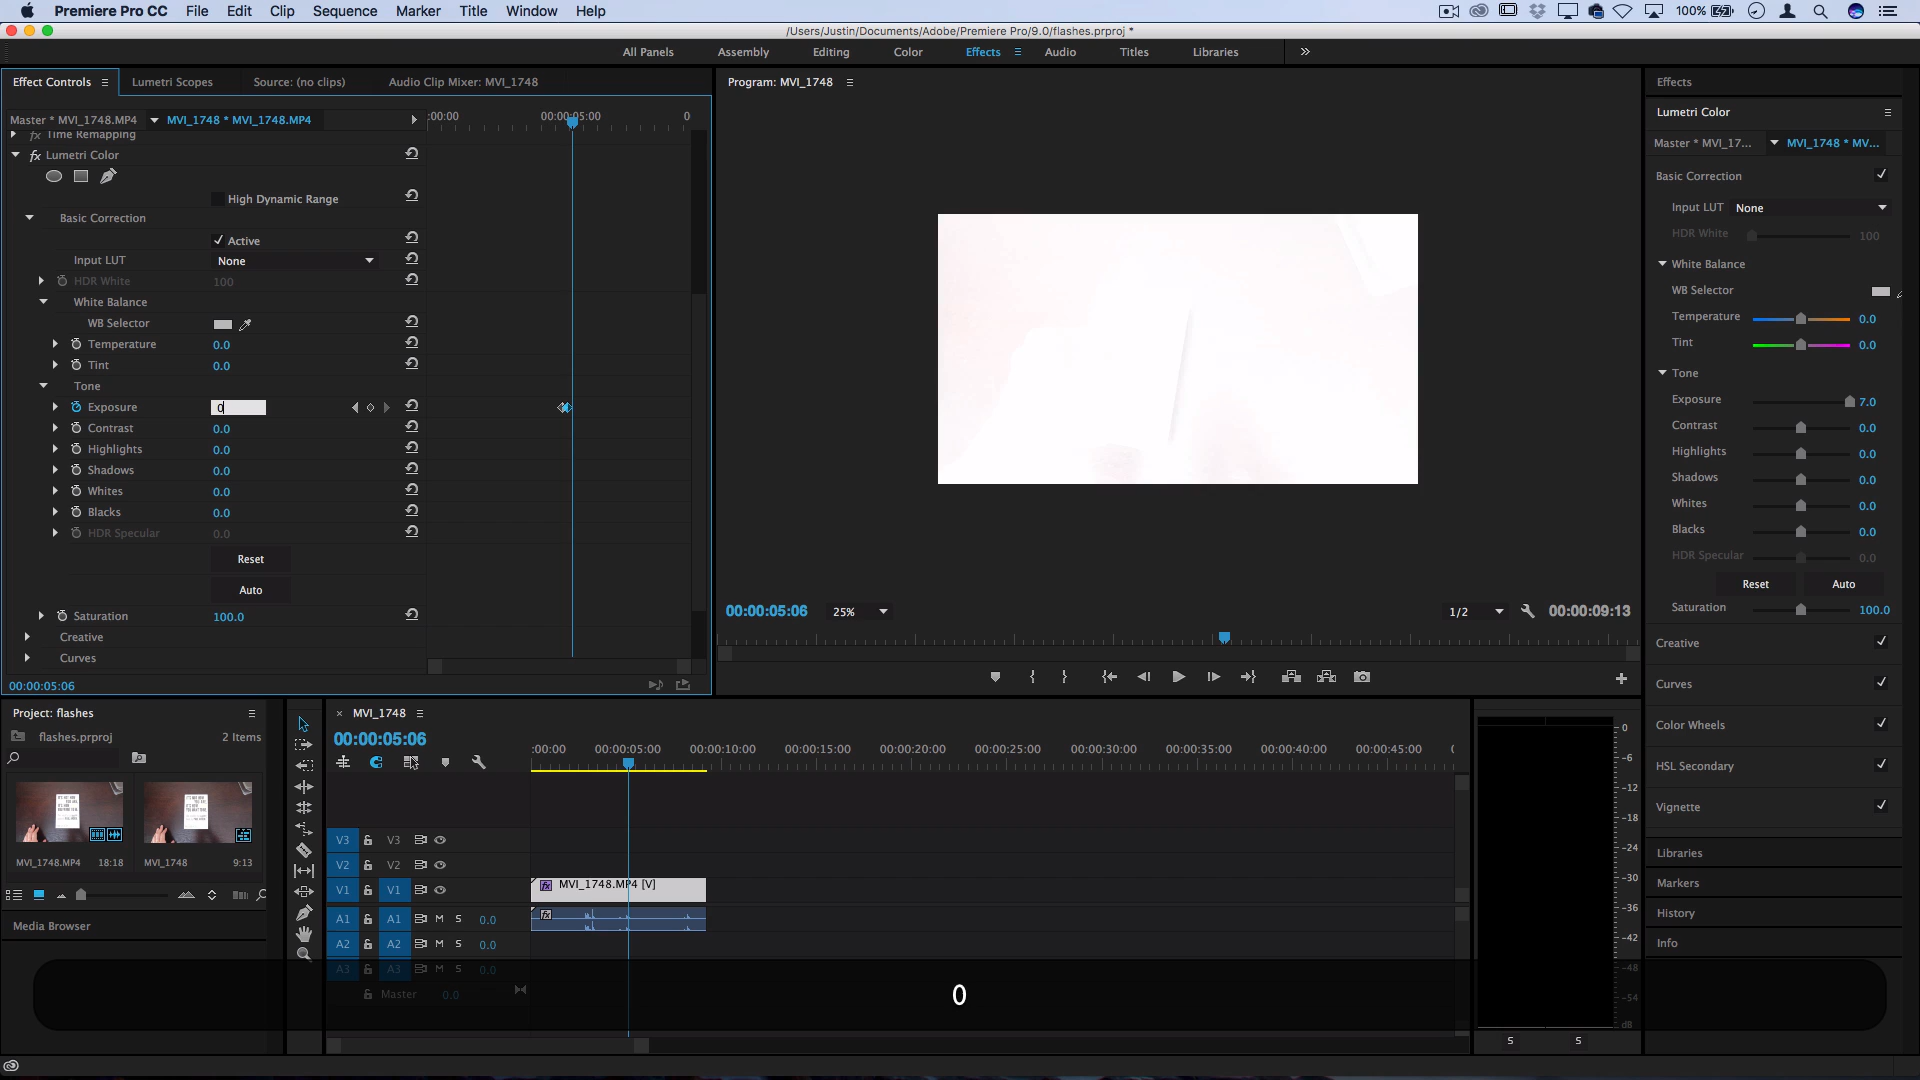 Premiere Pro CC File Edit Clip Sequence Marker Title Window Help 100%
/Users/Justin/Documents/Adobe/Premiere Pro/9.0/flashes.prproj *
All Panels Assembly Editing Color Effects Audio Titles Libraries
Effect Controls Lumetri Scopes Source: (no clips) Audio Clip Mixer: MVI_1748
Master * MVI_1748.MP4 MVI_1748 * MVI_1748.MP4
:00:00 00:00:05:00 0
fx Time Remapping
fx Lumetri Color
High Dynamic Range
Basic Correction
Active
Input LUT None
HDR White 100
White Balance
WB Selector
Temperature 0.0
Tint 0.0
Tone
Exposure 0
Contrast 0.0
Highlights 0.0
Shadows 0.0
Whites 0.0
Blacks 0.0
HDR Specular 0.0
Reset
Auto
Saturation 100.0
Creative
Curves
00:00:05:06
Program: MVI_1748
00:00:05:06 25% 1/2 00:00:09:13
Effects
Lumetri Color
Master * MVI_17... MVI_1748 * MV...
Basic Correction
Input LUT None
HDR White 100
White Balance
WB Selector
Temperature 0.0
Tint 0.0
Tone
Exposure 7.0
Contrast 0.0
Highlights 0.0
Shadows 0.0
Whites 0.0
Blacks 0.0
HDR Specular 0.0
Reset Auto
Saturation 100.0
Creative
Curves
Color Wheels
HSL Secondary
Vignette
Libraries
Markers
History
Info
Project: flashes
flashes.prproj 2 Items
MVI_1748.MP4 18:18 MVI_1748 9:13
Media Browser
MVI_1748
00:00:05:06
:00:00 00:00:05:00 00:00:10:00 00:00:15:00 00:00:20:00 00:00:25:00 00:00:30:00 00:00:35:00 00:00:40:00 00:00:45:00
V3 V3
V2 V2
V1 V1 fx MVI_1748.MP4 [V]
A1 A1 M S 0.0 fx
A2 A2 M S 0.0
A3 A3 M S 0.0
Master 0.0
0
0
-6
-12
-18
-24
-30
-36
-42
-48
-54
dB
S S